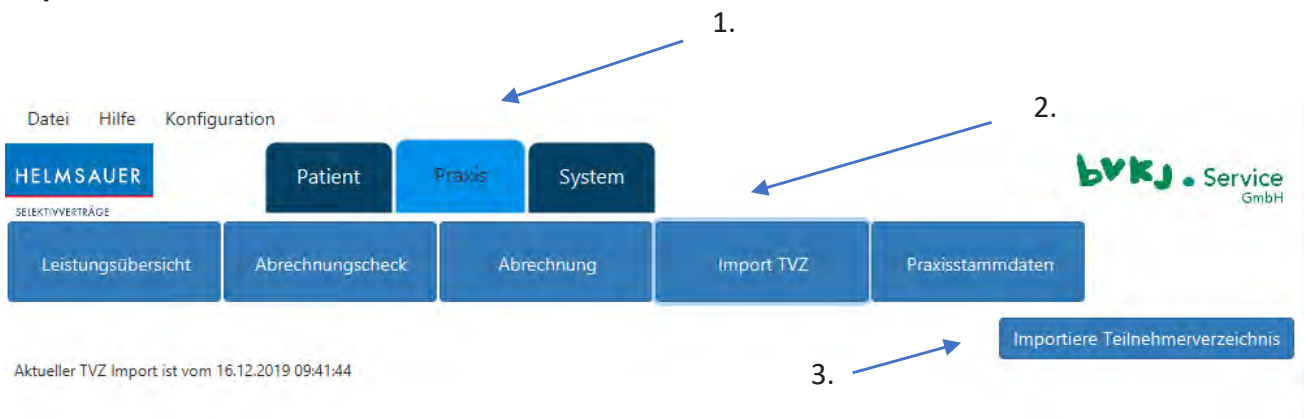 1.
2.
Datei Hilfe Konfiguration
HELMSAUER
SELEKTIVVERTRÄGE
Patient Praxis System
bvkj. Service
GmbH
Leistungsübersicht Abrechnungscheck Abrechnung Import TVZ Praxisstammdaten
Importiere Teilnehmerverzeichnis
Aktueller TVZ Import ist vom 16.12.2019 09:41:44
3.